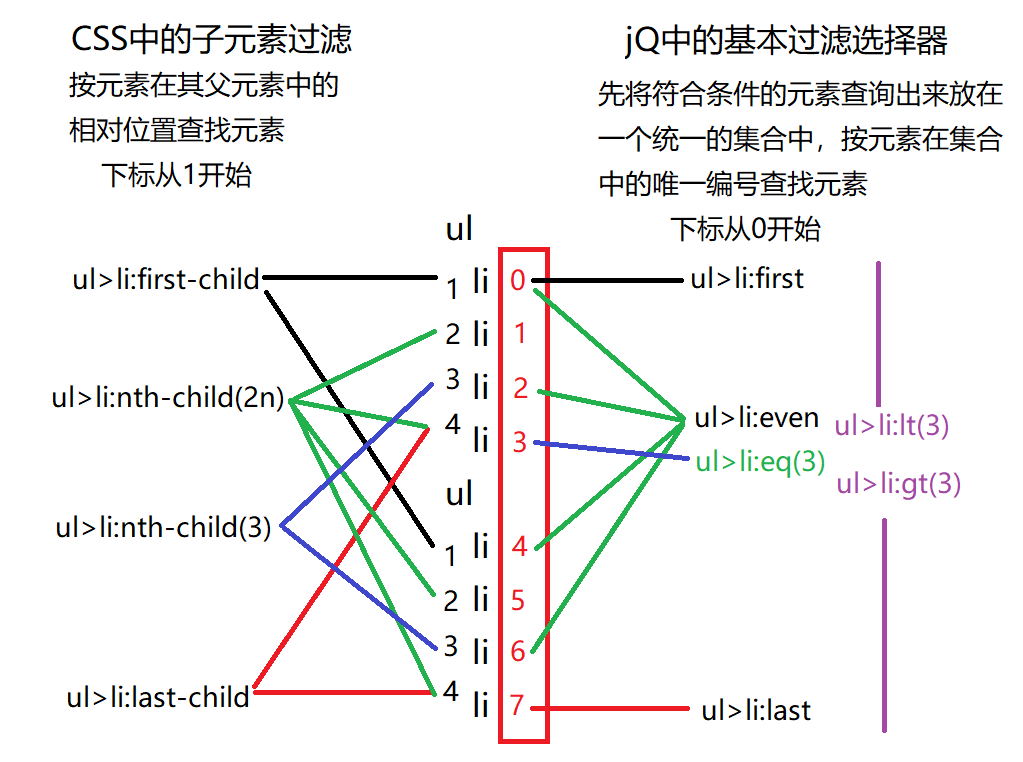 CSS中的子元素过滤
按元素在其父元素中的
相对位置查找元素
下标从1开始
jQ中的基本过滤选择器
先将符合条件的元素查询出来放在
一个统一的集合中，按元素在集合
中的唯一编号查找元素
下标从0开始
ul
ul>li:first-child 1 li 0 ul>li:first
2 li 1
ul>li:nth-child(2n) 3 li 2 ul>li:even ul>li:lt(3)
4 li 3 ul>li:eq(3) ul>li:gt(3)
ul
ul>li:nth-child(3) 1 li 4
2 li 5
3 li 6
ul>li:last-child 4 li 7 ul>li:last